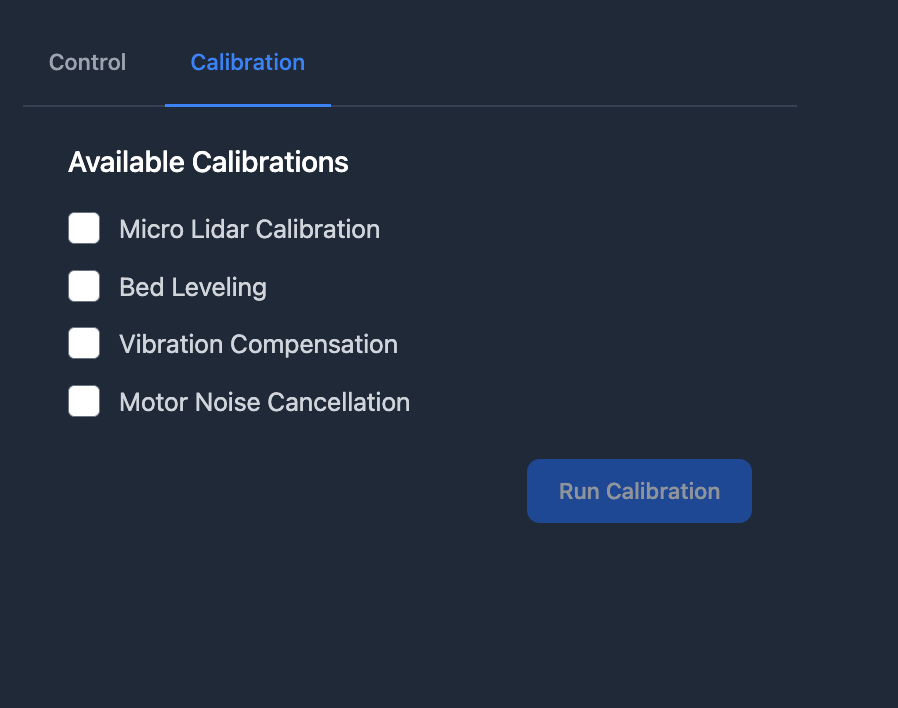 Control
Calibration
Available Calibrations
Micro Lidar Calibration
Bed Leveling
Vibration Compensation
Motor Noise Cancellation
Run Calibration